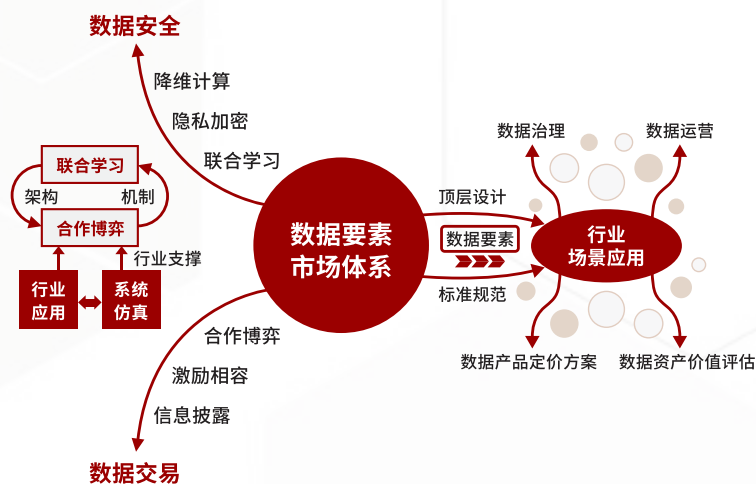 数据安全
降维计算
隐私加密
联合学习
联合学习
架构
机制
合作博弈
行业支撑
行业
应用
系统
仿真
数据要素
市场体系
合作博弈
激励相容
信息披露
数据交易
顶层设计
数据要素
标准规范
数据治理
数据运营
行业
场景应用
数据产品定价方案
数据资产价值评估